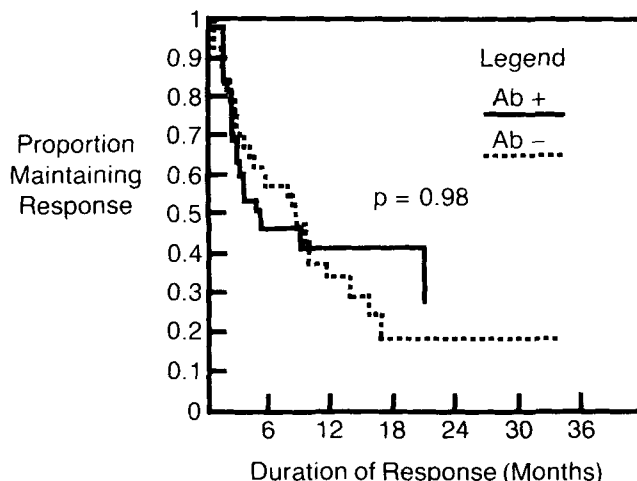 Proportion
Maintaining
Response
1
0.9
0.8
0.7
0.6
0.5
0.4
0.3
0.2
0.1
0
Legend
Ab +
Ab –
p = 0.98
6 12 18 24 30 36
Duration of Response (Months)